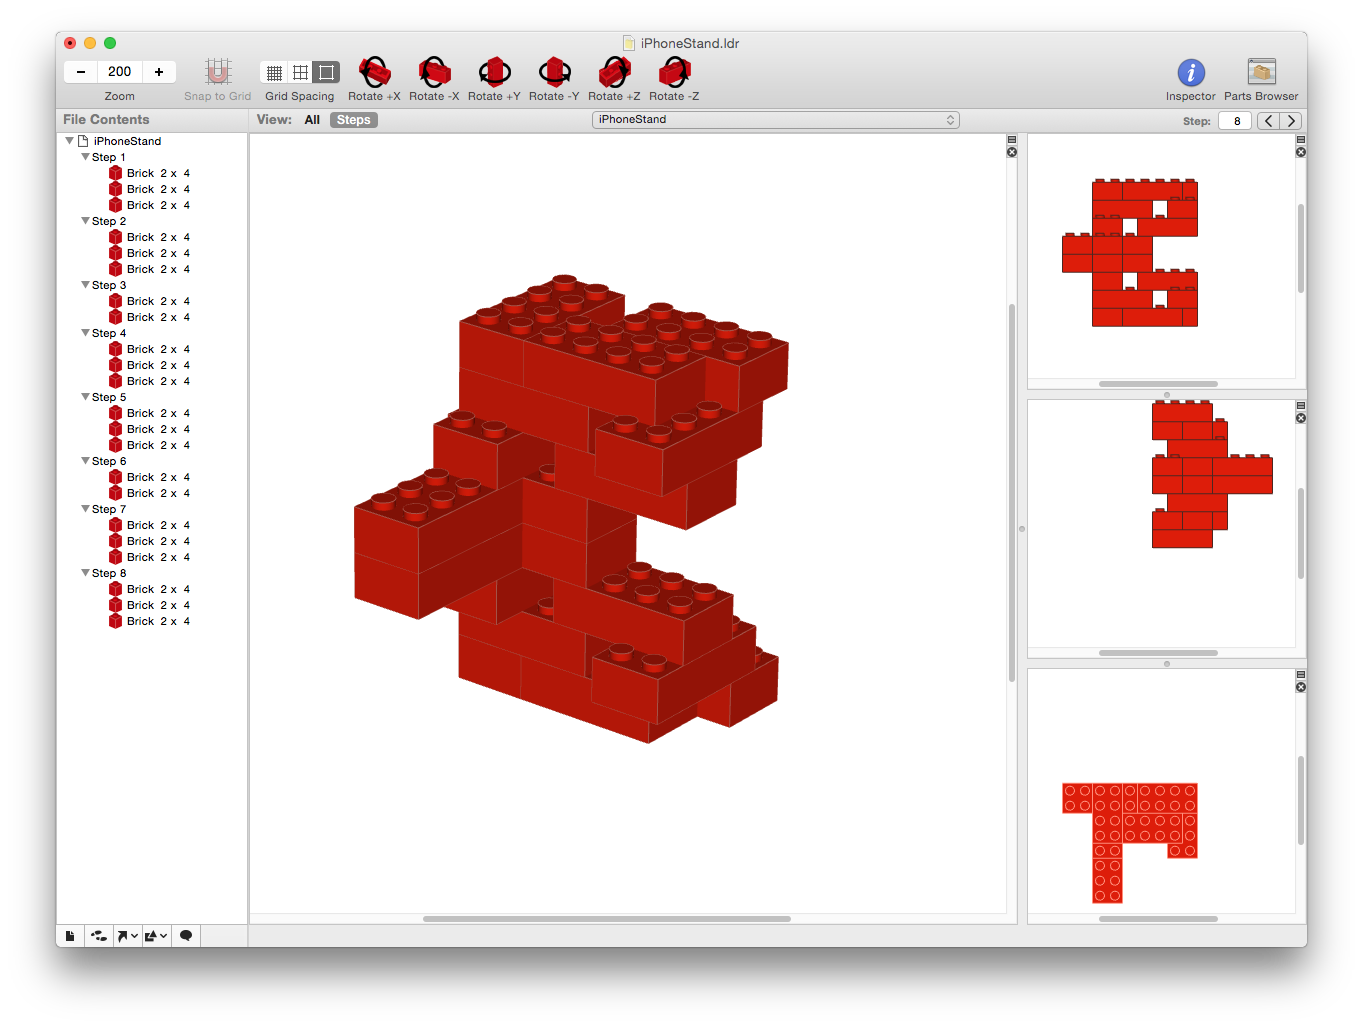 iPhoneStand.ldr
− 200 +
Zoom
Snap to Grid
Grid Spacing
Rotate +X
Rotate -X
Rotate +Y
Rotate -Y
Rotate +Z
Rotate -Z
Inspector
Parts Browser
File Contents
View: All Steps
iPhoneStand
Step: 8
iPhoneStand
Step 1
Brick 2 x 4
Brick 2 x 4
Brick 2 x 4
Step 2
Brick 2 x 4
Brick 2 x 4
Brick 2 x 4
Step 3
Brick 2 x 4
Brick 2 x 4
Step 4
Brick 2 x 4
Brick 2 x 4
Brick 2 x 4
Step 5
Brick 2 x 4
Brick 2 x 4
Brick 2 x 4
Step 6
Brick 2 x 4
Brick 2 x 4
Step 7
Brick 2 x 4
Brick 2 x 4
Brick 2 x 4
Step 8
Brick 2 x 4
Brick 2 x 4
Brick 2 x 4